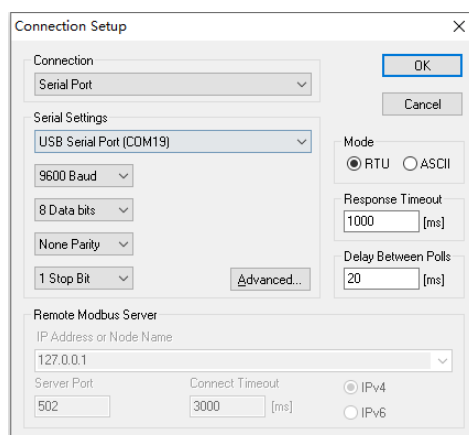 Connection Setup
Connection
Serial Port
OK
Cancel
Serial Settings
USB Serial Port (COM19)
Mode
RTU
ASCII
9600 Baud
8 Data bits
Response Timeout
1000 [ms]
None Parity
Delay Between Polls
1 Stop Bit
Advanced...
20 [ms]
Remote Modbus Server
IP Address or Node Name
127.0.0.1
Server Port
Connect Timeout
IPv4
502
3000 [ms]
IPv6